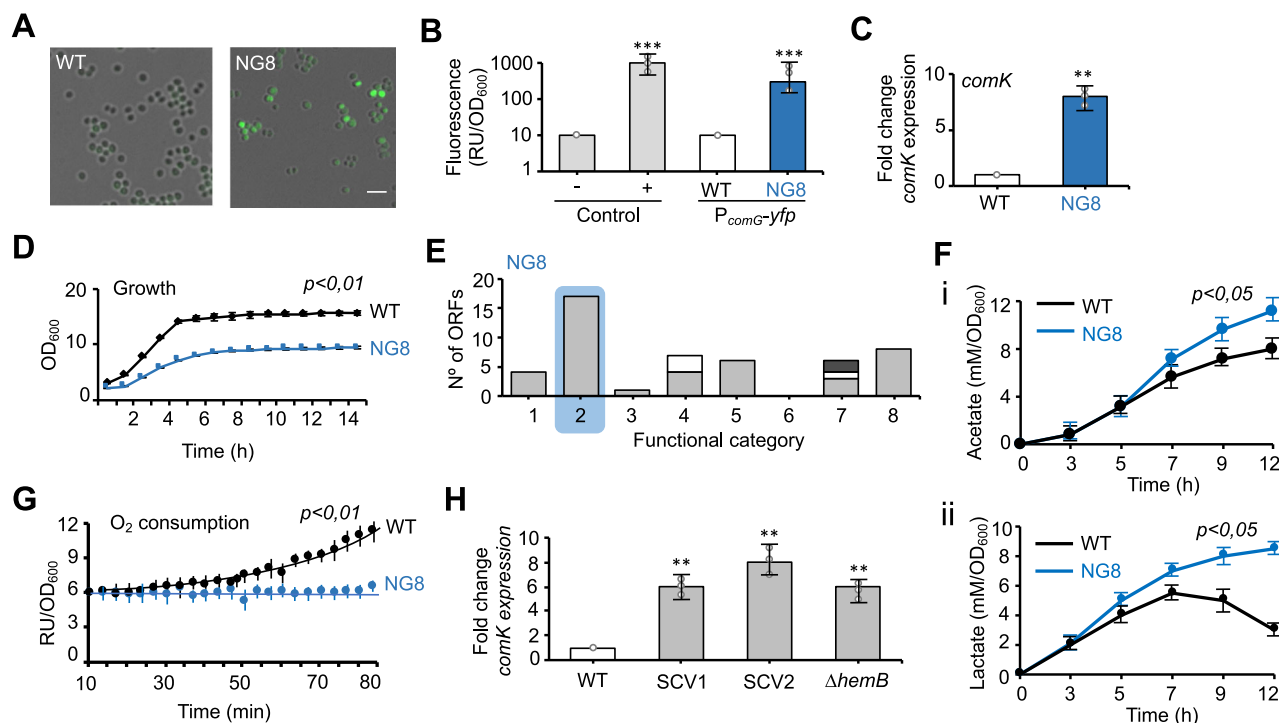 A
WT
NG8
B
Fluorescence
(RU/OD600)
1000
100
10
1
***
***
-
+
WT
NG8
Control
PcomG-yfp
C
Fold change
comK expression
10
5
0
comK
**
WT
NG8
D
Growth
p<0,01
OD600
20
10
0
WT
NG8
2 4 6 8 10 12 14
Time (h)
E
NG8
Nº of ORFs
20
15
10
5
0
1 2 3 4 5 6 7 8
Functional category
F
i
WT
NG8
p<0,05
Acetate (mM/OD600)
12
8
4
0
0 3 5 7 9 12
Time (h)
G
O2 consumption
p<0,01
RU/OD600
12
9
6
3
0
WT
NG8
10 20 30 40 50 70 80
Time (min)
H
Fold change
comK expression
10
8
6
4
2
0
**
**
**
WT
SCV1
SCV2
ΔhemB
ii
WT
NG8
p<0,05
Lactate (mM/OD600)
10
8
6
4
2
0
0 3 5 7 9 12
Time (h)